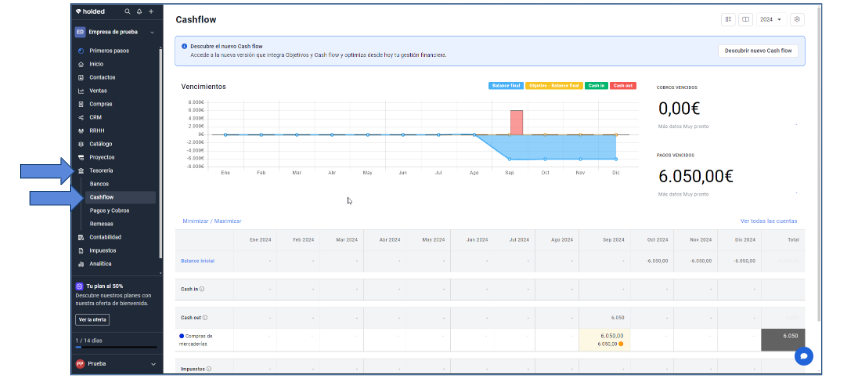 holded
Empresa de prueba
Primeros pasos
Inicio
Contactos
Ventas
Compras
CRM
RRHH
Catálogo
Proyectos
Tesorería
Bancos
Cashflow
Pagos y Cobros
Remesas
Contabilidad
Impuestos
Analítica
Tu plan al 50%
Descubre nuestros planes con
nuestra oferta de bienvenida.
Ver la oferta
1 / 14 días
PP Prueba
Cashflow
2024
Descubre el nuevo Cash flow
Accede a la nueva versión que integra Objetivos y Cash flow y optimiza desde hoy tu gestión financiera.
Descubrir nuevo Cash flow
Vencimientos
Balance final Objetivo - Balance final Cash in Cash out
8.000€
6.000€
4.000€
2.000€
0€
-2.000€
-4.000€
-6.000€
-8.000€
Ene Feb Mar Abr May Jun Jul Ago Sep Oct Nov Dic
COBROS VENCIDOS
0,00€
Más datos Muy pronto
PAGOS VENCIDOS
6.050,00€
Más datos Muy pronto
Minimizar / Maximizar
Ver todas las cuentas
Ene 2024 Feb 2024 Mar 2024 Abr 2024 May 2024 Jun 2024 Jul 2024 Ago 2024 Sep 2024 Oct 2024 Nov 2024 Dic 2024 Total
Balance inicial - - - - - - - - - -6.050,00 -6.050,00 -6.050,00
Cash in - - - - - - - - - - - -
Cash out - - - - - - - - 6.050 - - -
Compras de
mercaderías
6.050,00
6.050,00
6.050
Impuestos